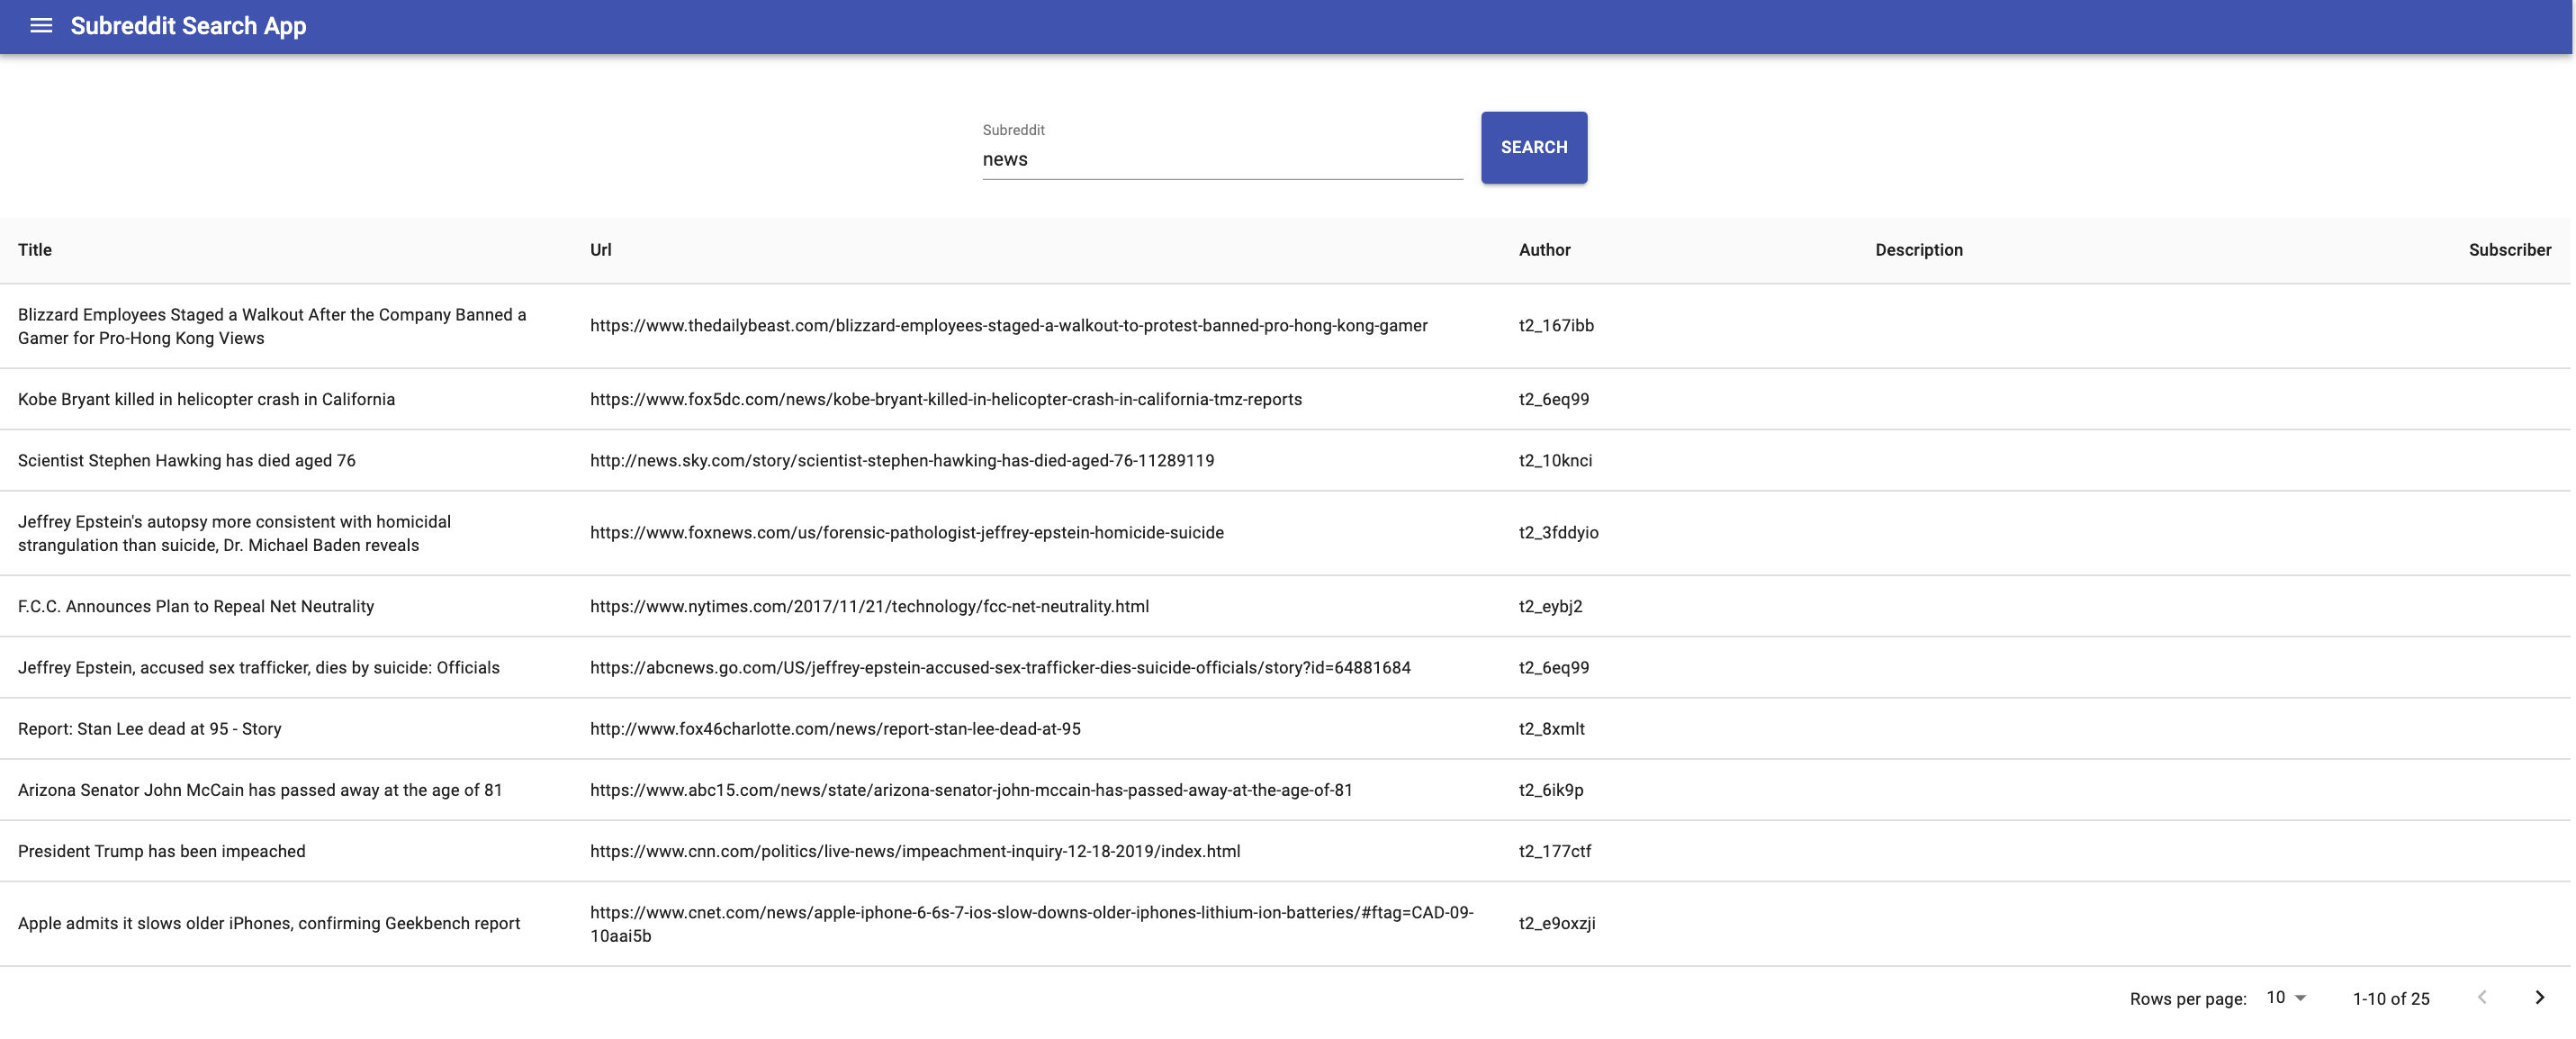 Subreddit Search App
Subreddit
news
SEARCH
Title Url Author Description Subscriber
Blizzard Employees Staged a Walkout After the Company Banned a
Gamer for Pro-Hong Kong Views
https://www.thedailybeast.com/blizzard-employees-staged-a-walkout-to-protest-banned-pro-hong-kong-gamer
t2_167ibb
Kobe Bryant killed in helicopter crash in California
https://www.fox5dc.com/news/kobe-bryant-killed-in-helicopter-crash-in-california-tmz-reports
t2_6eq99
Scientist Stephen Hawking has died aged 76
http://news.sky.com/story/scientist-stephen-hawking-has-died-aged-76-11289119
t2_10knci
Jeffrey Epstein's autopsy more consistent with homicidal
strangulation than suicide, Dr. Michael Baden reveals
https://www.foxnews.com/us/forensic-pathologist-jeffrey-epstein-homicide-suicide
t2_3fddyio
F.C.C. Announces Plan to Repeal Net Neutrality
https://www.nytimes.com/2017/11/21/technology/fcc-net-neutrality.html
t2_eybj2
Jeffrey Epstein, accused sex trafficker, dies by suicide: Officials
https://abcnews.go.com/US/jeffrey-epstein-accused-sex-trafficker-dies-suicide-officials/story?id=64881684
t2_6eq99
Report: Stan Lee dead at 95 - Story
http://www.fox46charlotte.com/news/report-stan-lee-dead-at-95
t2_8xmlt
Arizona Senator John McCain has passed away at the age of 81
https://www.abc15.com/news/state/arizona-senator-john-mccain-has-passed-away-at-the-age-of-81
t2_6ik9p
President Trump has been impeached
https://www.cnn.com/politics/live-news/impeachment-inquiry-12-18-2019/index.html
t2_177ctf
Apple admits it slows older iPhones, confirming Geekbench report
https://www.cnet.com/news/apple-iphone-6-6s-7-ios-slow-downs-older-iphones-lithium-ion-batteries/#ftag=CAD-09-
10aai5b
t2_e9oxzji
Rows per page: 10 1-10 of 25